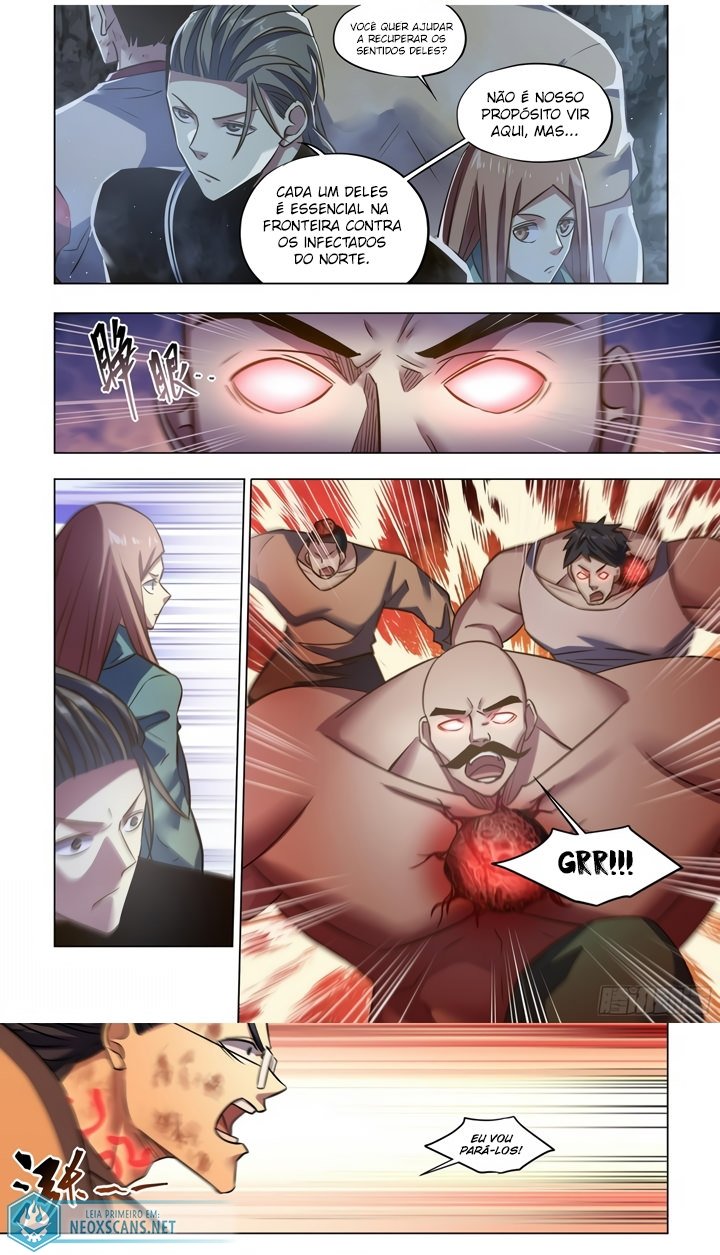 VOCÊ QUER AJUDAR
A RECUPERAR OS
SENTIDOS DELES?
NÃO É NOSSO
PROPÓSITO VIR
AQUI, MAS...
CADA UM DELES
É ESSENCIAL NA
FRONTEIRA CONTRA
OS INFECTADOS
DO NORTE.
睁眼..
GRR!!!
EU VOU
PARÁ-LOS!
LEIA PRIMEIRO EM:
NEOXSCANS.NET